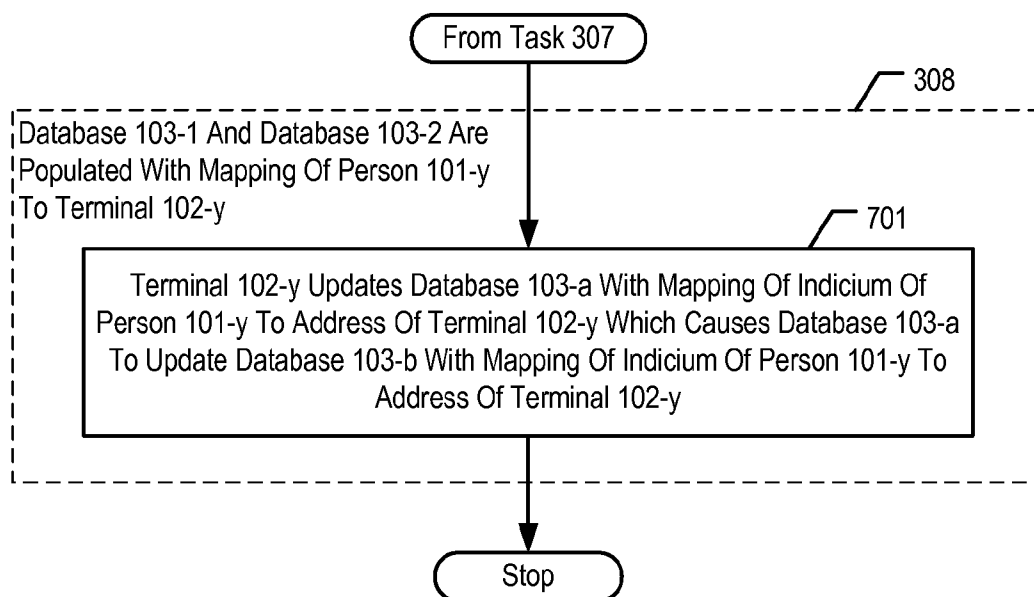 From Task 307
308
Database 103-1 And Database 103-2 Are
Populated With Mapping Of Person 101-y
To Terminal 102-y
701
Terminal 102-y Updates Database 103-a With Mapping Of Indicium Of
Person 101-y To Address Of Terminal 102-y Which Causes Database 103-a
To Update Database 103-b With Mapping Of Indicium Of Person 101-y To
Address Of Terminal 102-y
Stop